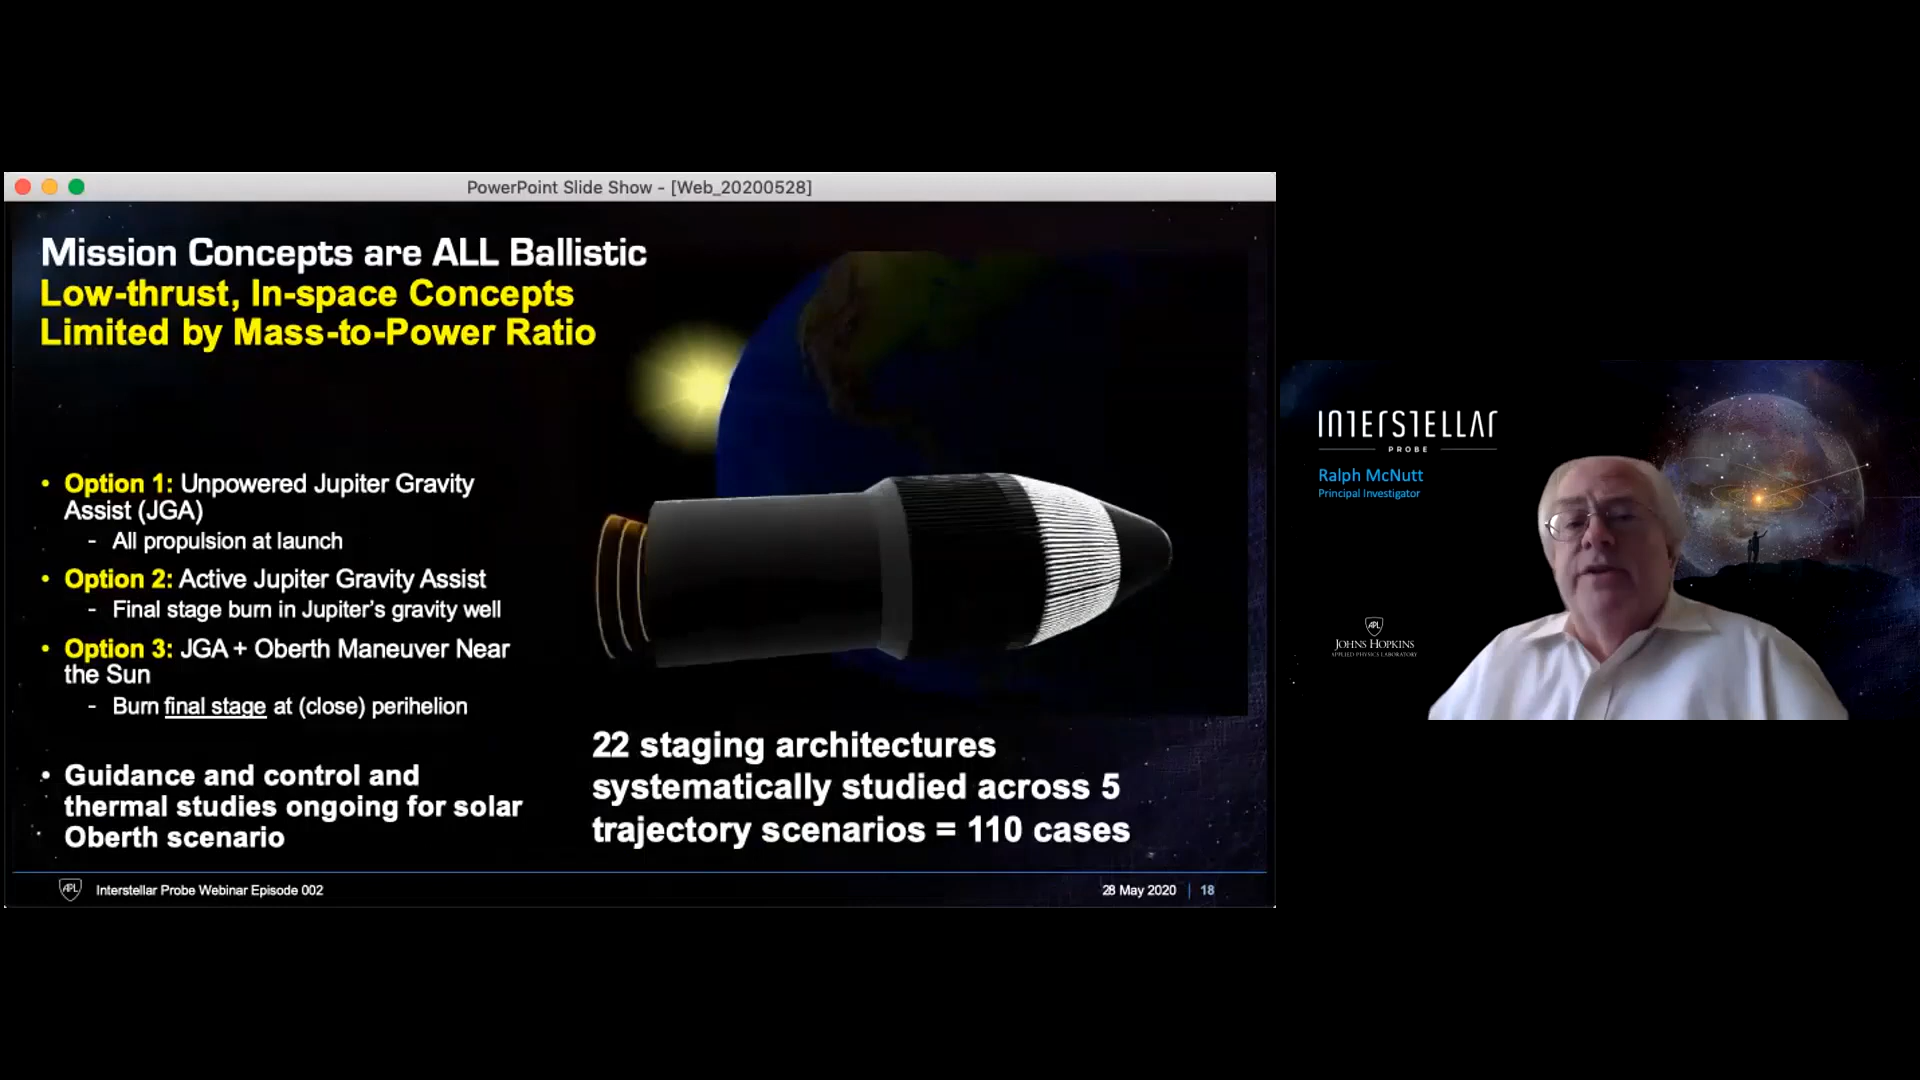 PowerPoint Slide Show - [Web_20200528]
Mission Concepts are ALL Ballistic
Low-thrust, In-space Concepts
Limited by Mass-to-Power Ratio
• Option 1: Unpowered Jupiter Gravity
Assist (JGA)
- All propulsion at launch
• Option 2: Active Jupiter Gravity Assist
- Final stage burn in Jupiter's gravity well
• Option 3: JGA + Oberth Maneuver Near
the Sun
- Burn final stage at (close) perihelion
• Guidance and control and
thermal studies ongoing for solar
Oberth scenario
22 staging architectures
systematically studied across 5
trajectory scenarios = 110 cases
APL
Interstellar Probe Webinar Episode 002
28 May 2020 | 18
INTERSTELLAR
PROBE
Ralph McNutt
Principal Investigator
APL
JOHNS HOPKINS
APPLIED PHYSICS LABORATORY